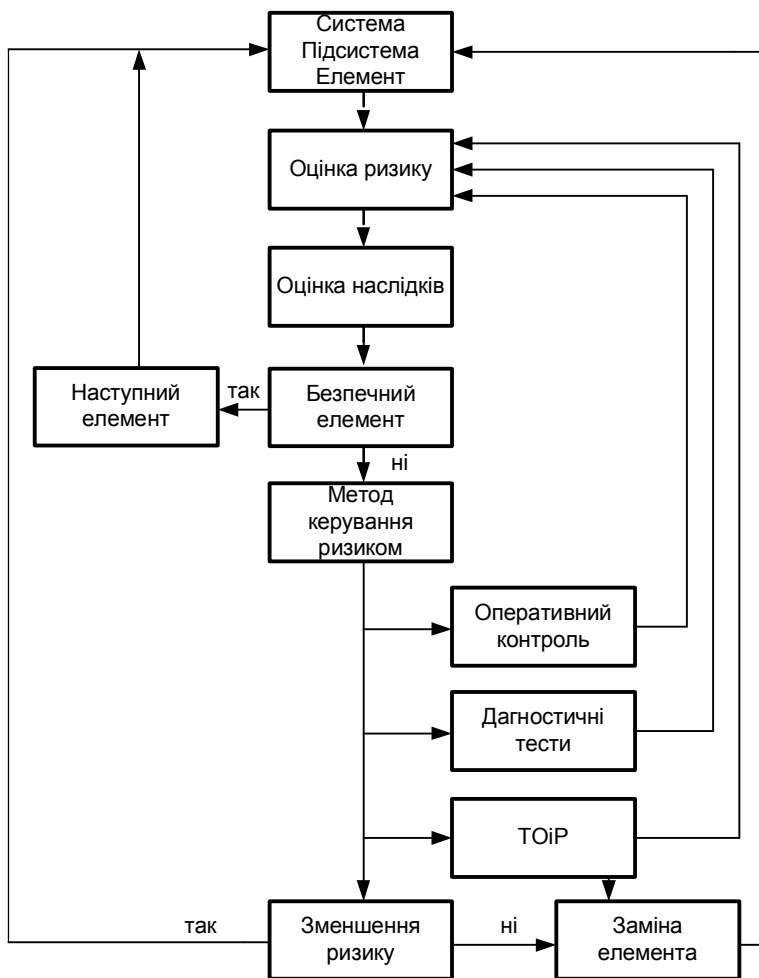 Система
Підсистема
Елемент
Оцінка ризику
Оцінка наслідків
Наступний
елемент
так
Безпечний
елемент
ні
Метод
керування
ризиком
Оперативний
контроль
Дагностичні
тести
ТОіР
так
Зменшення
ризику
ні
Заміна
елемента